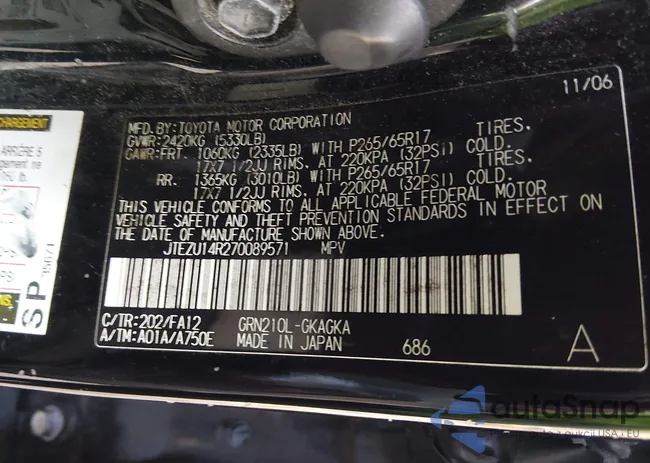 11/06
MFD. BY: TOYOTA MOTOR CORPORATION
GVWR: 2420KG (5330LB)
GAWR: FRT. 1060KG (2335LB) WITH P265/65R17 TIRES.
17X7 1/2JJ RIMS. AT 220KPA (32PSI) COLD.
RR. 1365KG (3010LB) WITH P265/65R17 TIRES.
17X7 1/2JJ RIMS. AT 220KPA (32PSI) COLD.
THIS VEHICLE CONFORMS TO ALL APPLICABLE FEDERAL MOTOR
VEHICLE SAFETY AND THEFT PREVENTION STANDARDS IN EFFECT ON
THE DATE OF MANUFACTURE SHOWN ABOVE.
JTEZU14R270089571 MPV
C/TR: 202/FA12 GRN210L-GKAGKA
A/TM: A01A/A750E MADE IN JAPAN 686 A
SP
35671
autoSnap